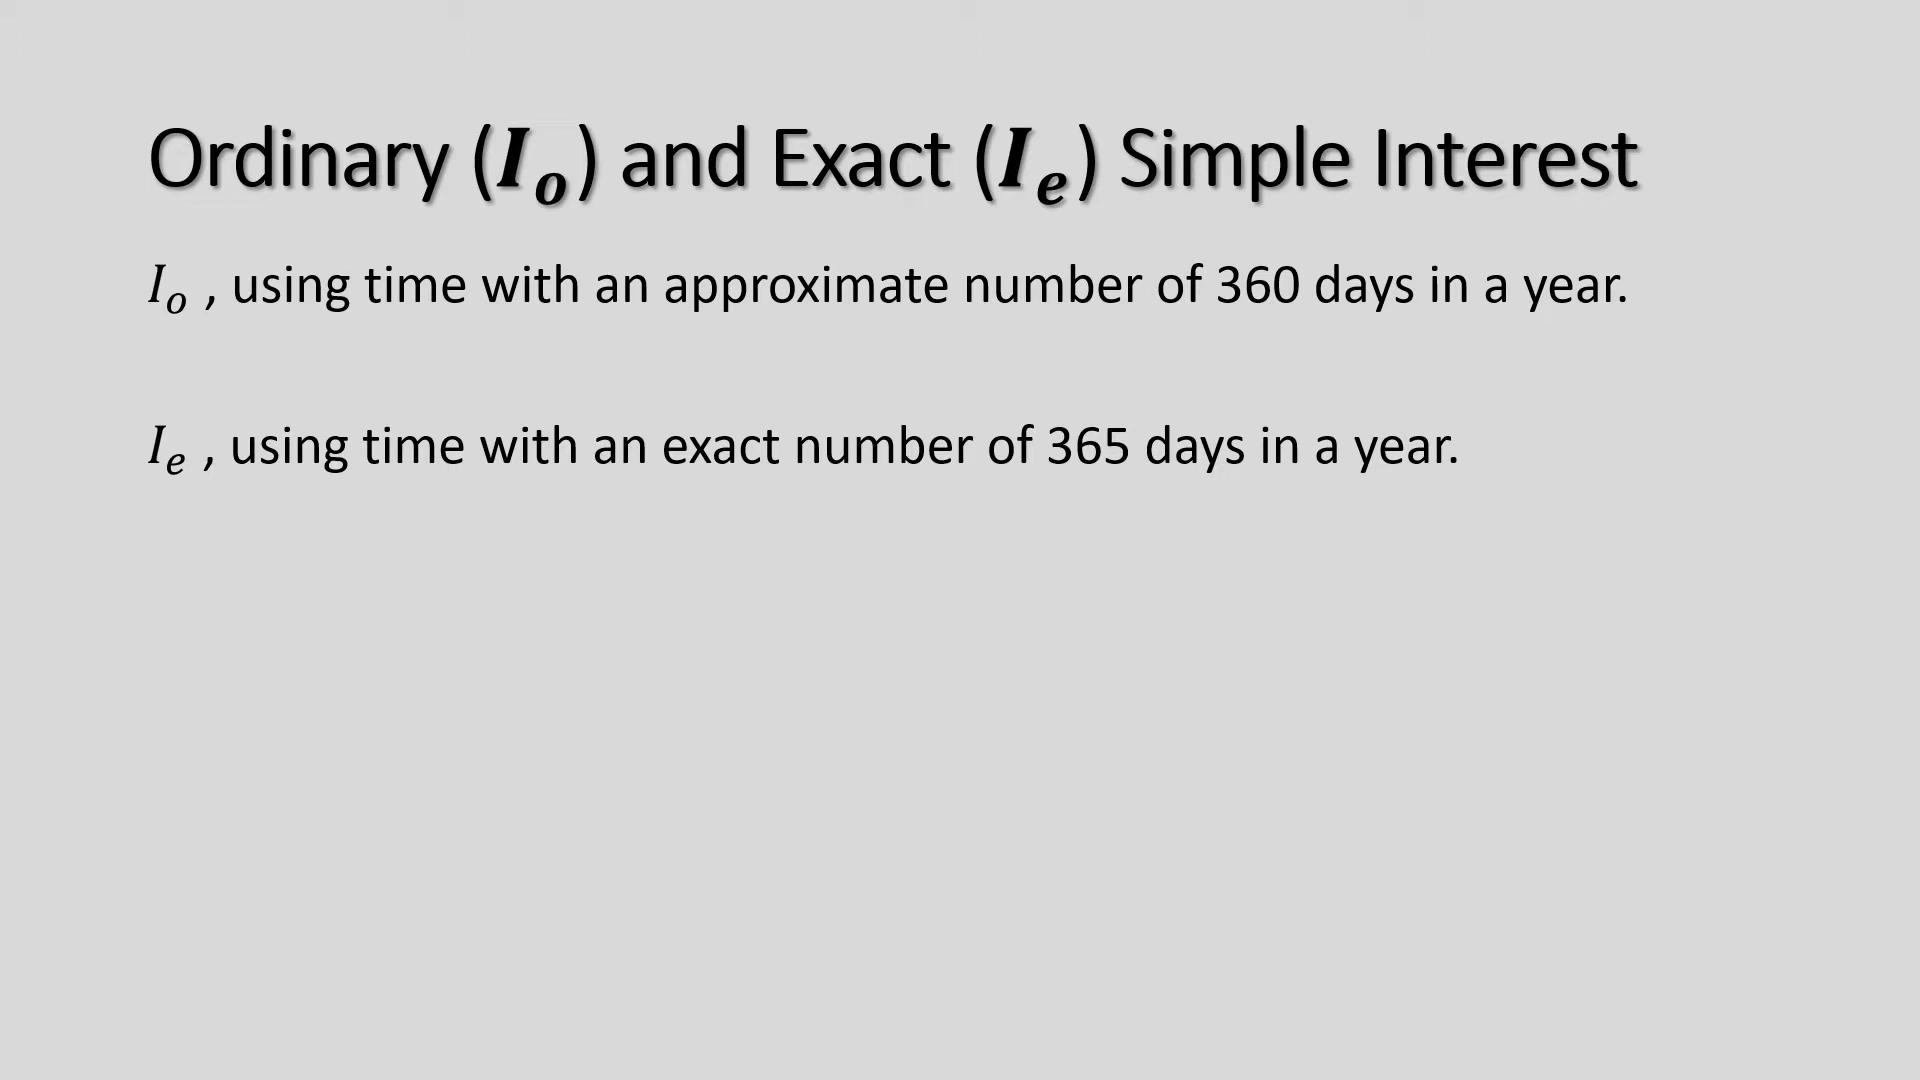 Ordinary (𝑰ₒ) and Exact (𝑰ₑ) Simple Interest
𝐼ₒ , using time with an approximate number of 360 days in a year.
𝐼ₑ , using time with an exact number of 365 days in a year.